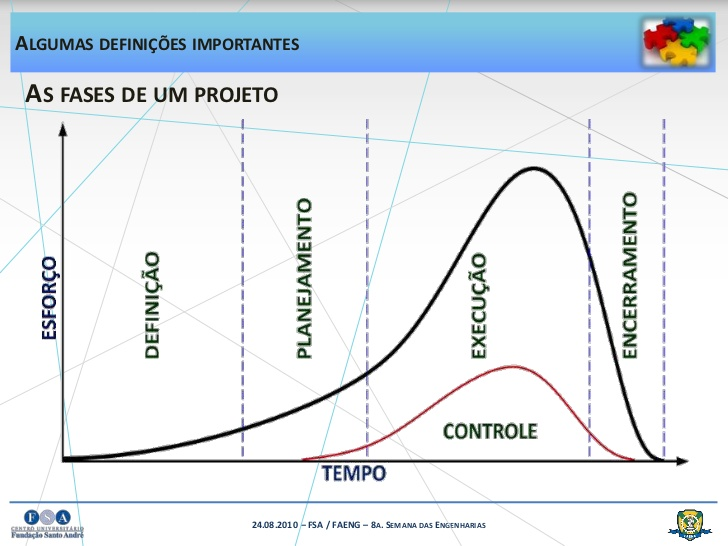 ALGUMAS DEFINIÇÕES IMPORTANTES
AS FASES DE UM PROJETO
ESFORÇO
DEFINIÇÃO
PLANEJAMENTO
EXECUÇÃO
ENCERRAMENTO
CONTROLE
TEMPO
FSA
CENTRO UNIVERSITÁRIO
Fundação Santo André
24.08.2010 – FSA / FAENG – 8A. SEMANA DAS ENGENHARIAS